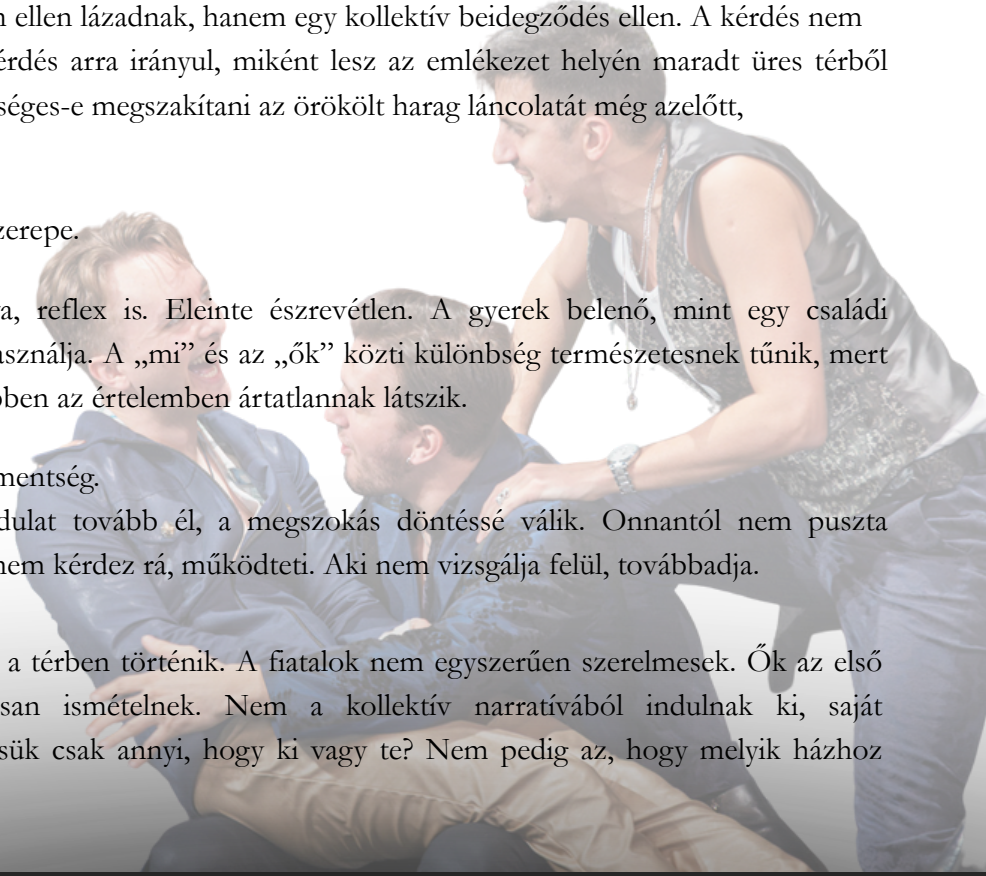 ellen lázadnak, hanem egy kollektív beidegződés ellen. A kérdés nem
érdés arra irányul, miként lesz az emlékezet helyén maradt üres térből
séges-e megszakítani az örökölt harag láncolatát még azelőtt,
zerepe.
a, reflex is. Eleinte észrevétlen. A gyerek belenő, mint egy családi
asználja. A „mi” és az „ők” közti különbség természetesnek tűnik, mert
bben az értelemben ártatlannak látszik.
mentség.
dulat tovább él, a megszokás döntéssé válik. Onnantól nem puszta
nem kérdez rá, működteti. Aki nem vizsgálja felül, továbbadja.
a térben történik. A fiatalok nem egyszerűen szerelmesek. Ők az első
san ismételnek. Nem a kollektív narratívából indulnak ki, saját
sük csak annyi, hogy ki vagy te? Nem pedig az, hogy melyik házhoz